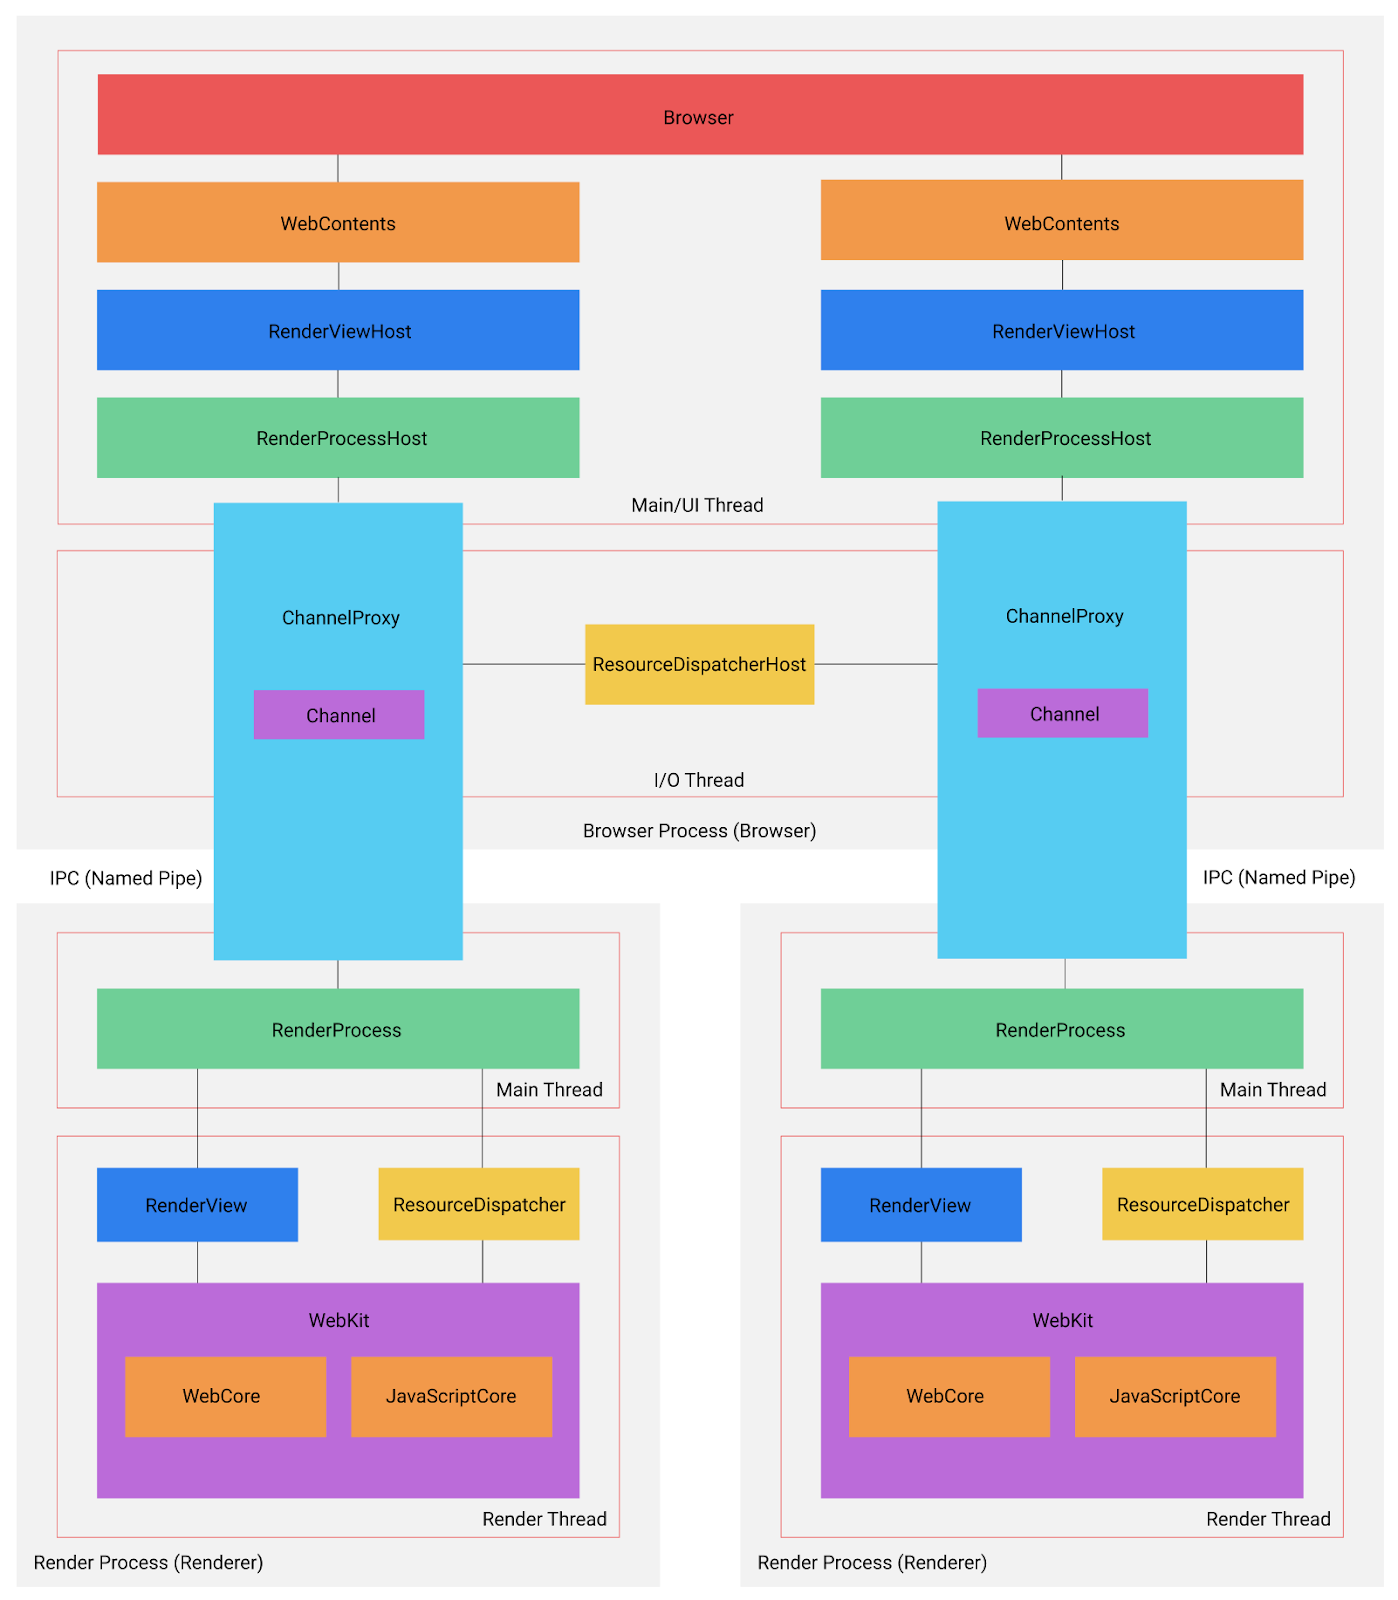 Browser
WebContents
WebContents
RenderViewHost
RenderViewHost
RenderProcessHost
RenderProcessHost
Main/UI Thread
ChannelProxy
ChannelProxy
ResourceDispatcherHost
Channel
Channel
I/O Thread
Browser Process (Browser)
IPC (Named Pipe)
IPC (Named Pipe)
RenderProcess
RenderProcess
Main Thread
Main Thread
RenderView
ResourceDispatcher
RenderView
ResourceDispatcher
WebKit
WebKit
WebCore
JavaScriptCore
WebCore
JavaScriptCore
Render Thread
Render Thread
Render Process (Renderer)
Render Process (Renderer)